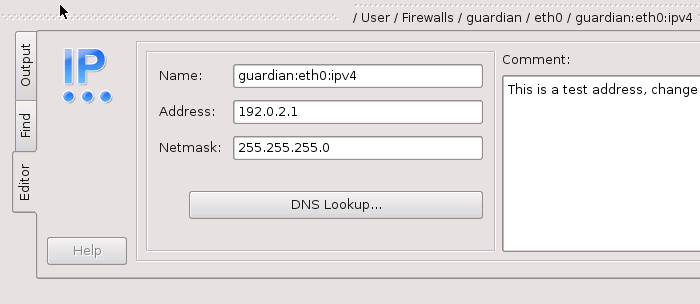 / User / Firewalls / guardian / eth0 / guardian:eth0:ipv4
Output
Find
Editor
IP
Name: guardian:eth0:ipv4
Address: 192.0.2.1
Netmask: 255.255.255.0
DNS Lookup...
Help
Comment:
This is a test address, change